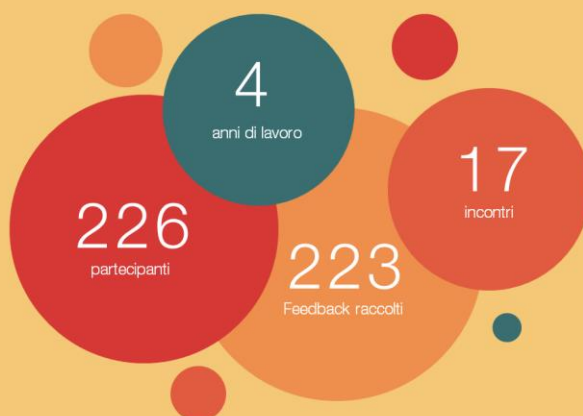 4
anni di lavoro
17
incontri
226
partecipanti
223
Feedback raccolti